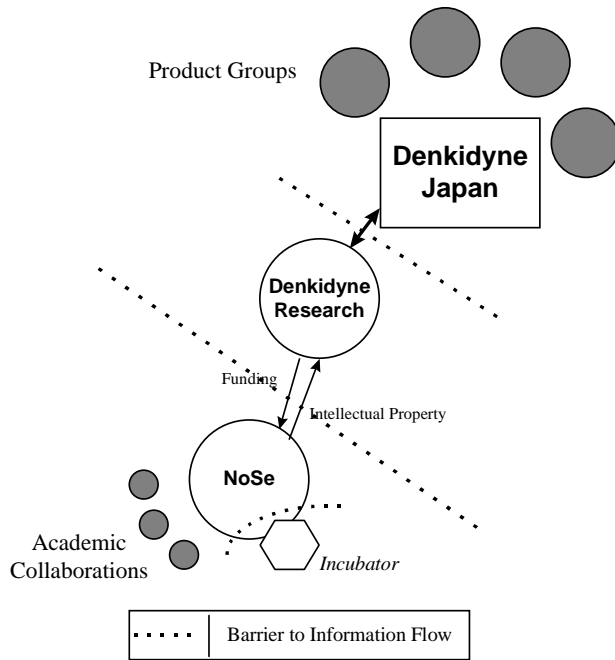 Product Groups
Denkidyne
Japan
Denkidyne
Research
Funding
Intellectual Property
NoSe
Academic
Collaborations
Incubator
Barrier to Information Flow